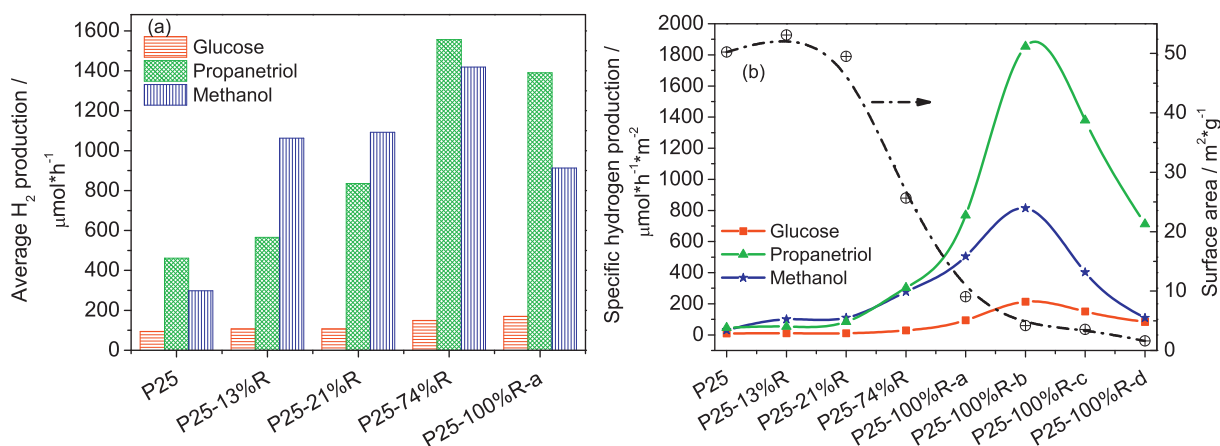 (a)
Glucose
Propanetriol
Methanol
Average H2 production /
μmol*h-1
1600
1400
1200
1000
800
600
400
200
0
P25
P25-13%R
P25-21%R
P25-74%R
P25-100%R-a
(b)
Glucose
Propanetriol
Methanol
Specific hydrogen production /
μmol*h-1*m-2
2000
1800
1600
1400
1200
1000
800
600
400
200
0
50
40
30
20
10
0
Surface area / m2*g-1
P25
P25-13%R
P25-21%R
P25-74%R
P25-100%R-a
P25-100%R-b
P25-100%R-c
P25-100%R-d